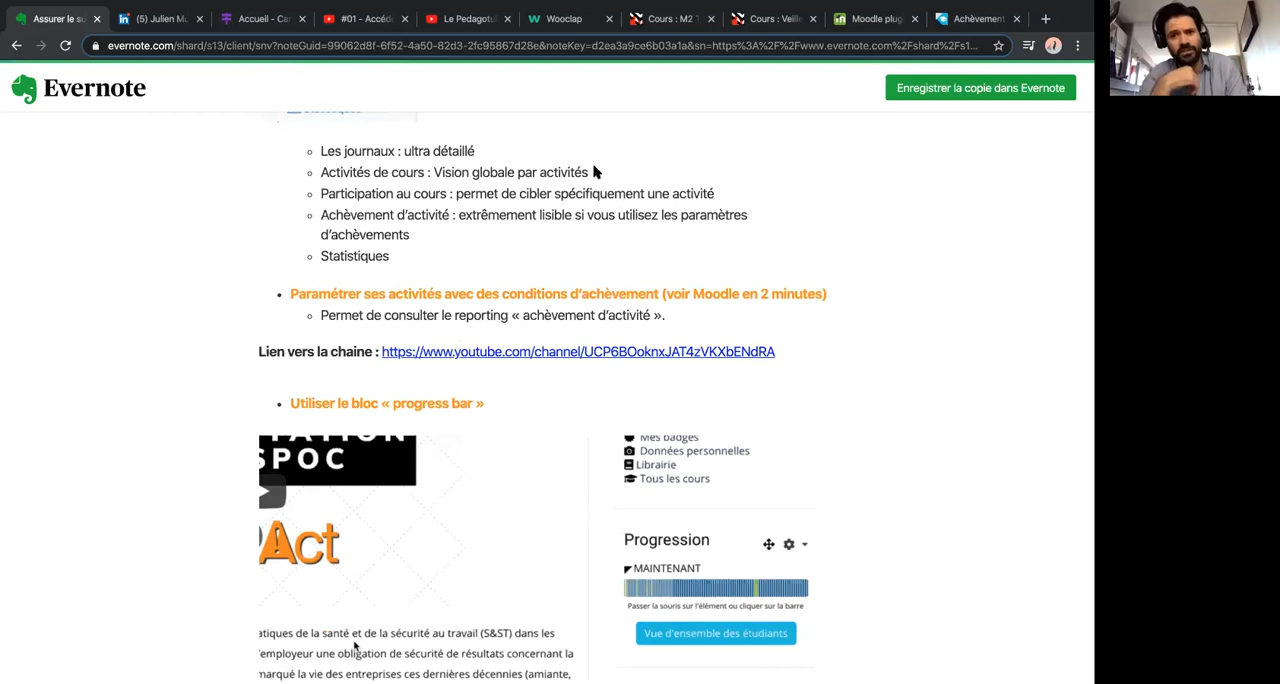 Assurer le su
(5) Julien M
Accueil - Ca
#01 - Accéd
Le Pedagotu
Wooclap
Cours : M2 T
Cours : Veille
Moodle plug
Achèvement
evernote.com/shard/s13/client/snv?noteGuid=99062d8f-6f52-4a50-82d3-2fc95867d28e&noteKey=d2ea3a9ce6b03a1a&sn=https%3A%2F%2Fwww.evernote.com%2Fshard%2Fs1...
Evernote
Enregistrer la copie dans Evernote
Les journaux : ultra détaillé
Activités de cours : Vision globale par activités
Participation au cours : permet de cibler spécifiquement une activité
Achèvement d'activité : extrêmement lisible si vous utilisez les paramètres
d'achèvements
Statistiques
Paramétrer ses activités avec des conditions d'achèvement (voir Moodle en 2 minutes)
Permet de consulter le reporting « achèvement d'activité ».
Lien vers la chaine : https://www.youtube.com/channel/UCP6BOoknxJAT4zVKXbENdRA
Utiliser le bloc « progress bar »
SPOC
Act
atiques de la santé et de la sécurité au travail (S&ST) dans les
'employeur une obligation de sécurité de résultats concernant la
marqué la vie des entreprises ces dernières décennies (amiante,
Mes badges
Données personnelles
Librairie
Tous les cours
Progression
MAINTENANT
Passer la souris sur l'élément ou cliquer sur la barre
Vue d'ensemble des étudiants